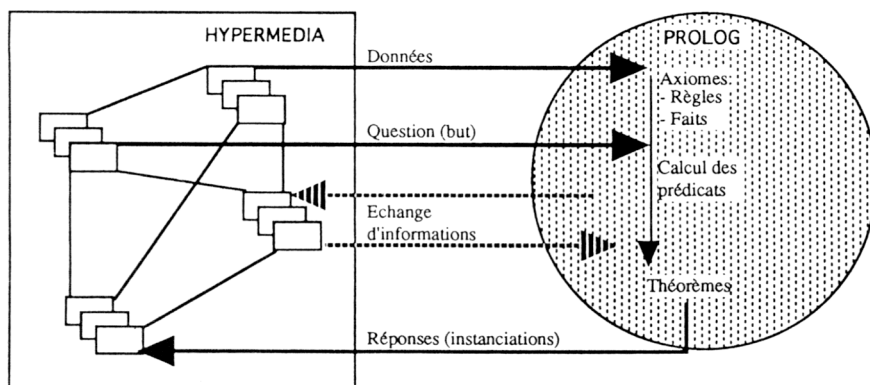 HYPERMEDIA
PROLOG
Données
Axiomes:
- Règles
- Faits
Question (but)
Calcul des
prédicats
Echange
d'informations
Théorèmes
Réponses (instanciations)